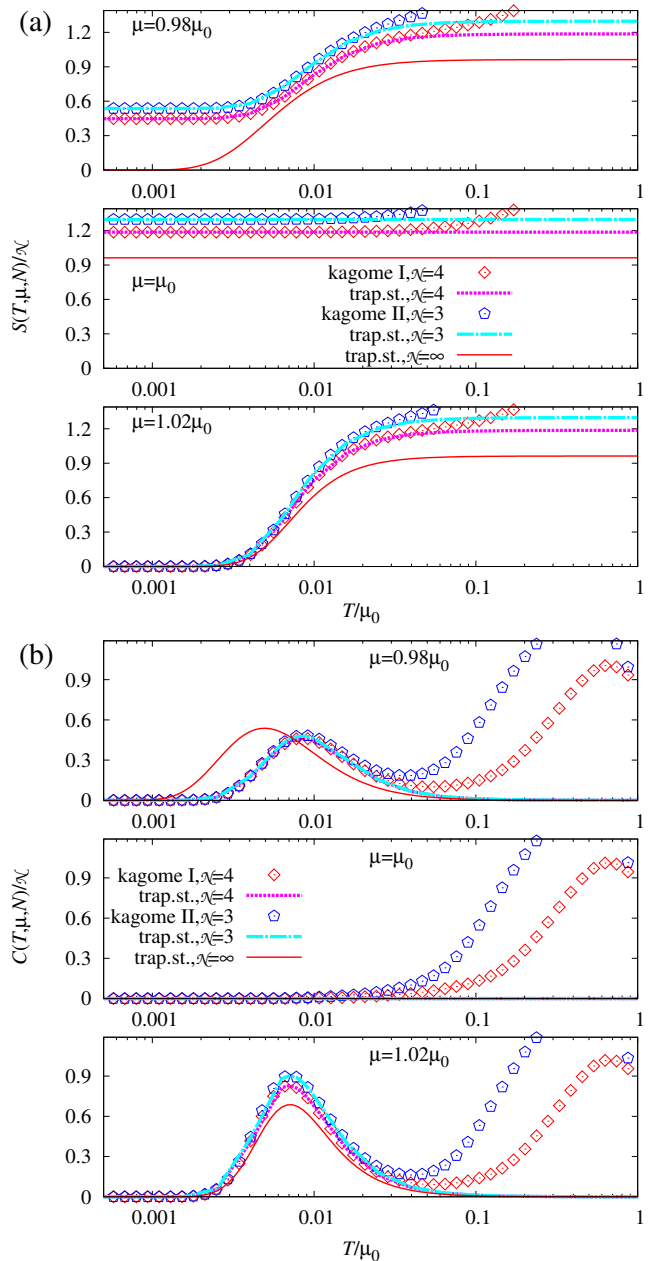 (a)
μ=0.98μ0
1.2
0.9
0.6
0.3
0
0.001
0.01
0.1
1
μ=μ0
1.2
0.9
0.6
0.3
0
kagome I,𝒩=4
trap.st.,𝒩=4
kagome II,𝒩=3
trap.st.,𝒩=3
trap.st.,𝒩=∞
0.001
0.01
0.1
1
S(T,μ,N)/𝒩
μ=1.02μ0
1.2
0.9
0.6
0.3
0
0.001
0.01
0.1
1
T/μ0
(b)
μ=0.98μ0
0.9
0.6
0.3
0
0.001
0.01
0.1
1
μ=μ0
0.9
0.6
0.3
0
kagome I,𝒩=4
trap.st.,𝒩=4
kagome II,𝒩=3
trap.st.,𝒩=3
trap.st.,𝒩=∞
0.001
0.01
0.1
1
C(T,μ,N)/𝒩
μ=1.02μ0
0.9
0.6
0.3
0
0.001
0.01
0.1
1
T/μ0